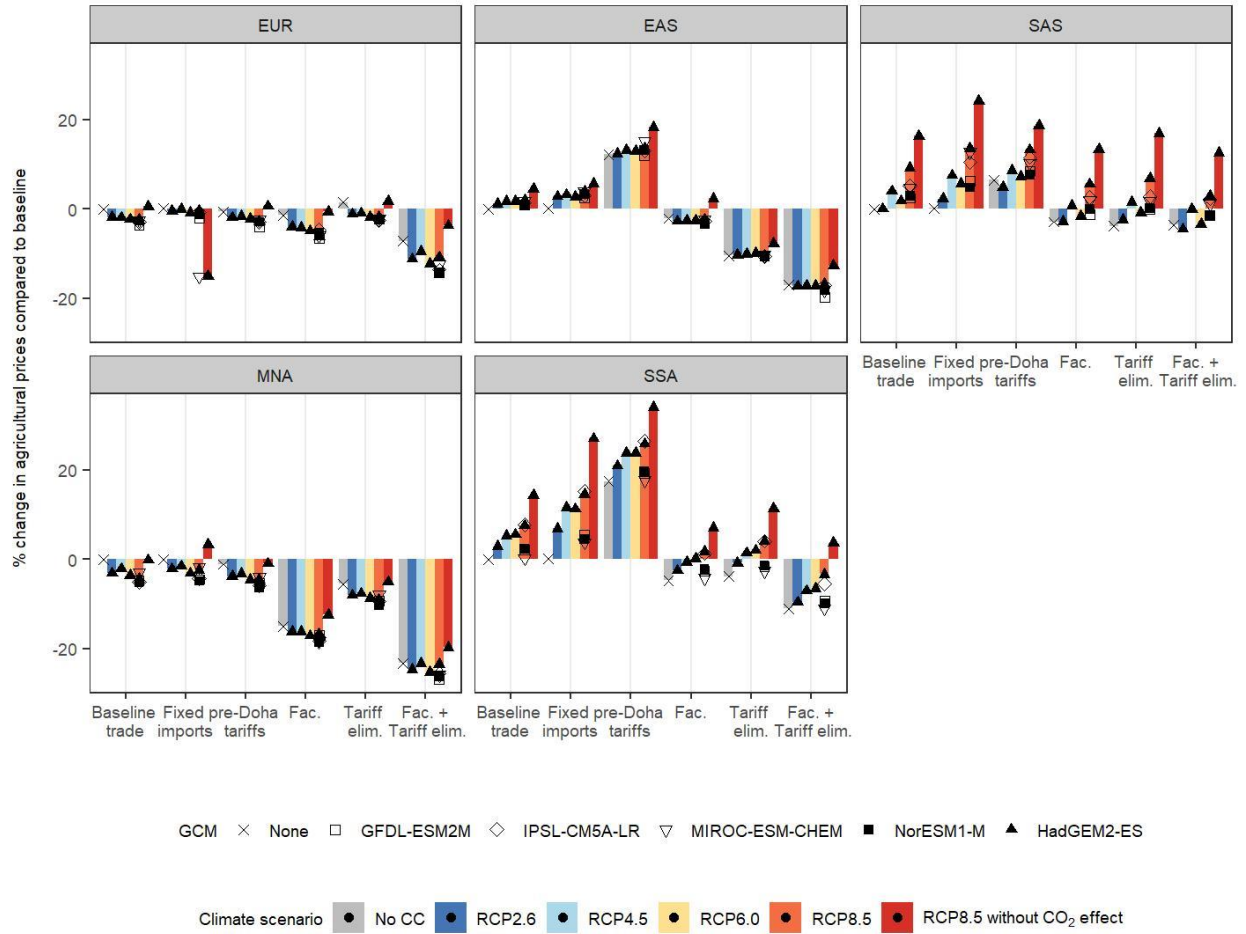 EUR
EAS
SAS
% change in agricultural prices compared to baseline
20
0
-20
Baseline trade
Fixed imports
pre-Doha tariffs
Fac.
Tariff elim.
Fac. + Tariff elim.
MNA
SSA
20
0
-20
Baseline trade
Fixed imports
pre-Doha tariffs
Fac.
Tariff elim.
Fac. + Tariff elim.
Baseline trade
Fixed imports
pre-Doha tariffs
Fac.
Tariff elim.
Fac. + Tariff elim.
GCM None GFDL-ESM2M IPSL-CM5A-LR MIROC-ESM-CHEM NorESM1-M HadGEM2-ES
Climate scenario No CC RCP2.6 RCP4.5 RCP6.0 RCP8.5 RCP8.5 without CO₂ effect